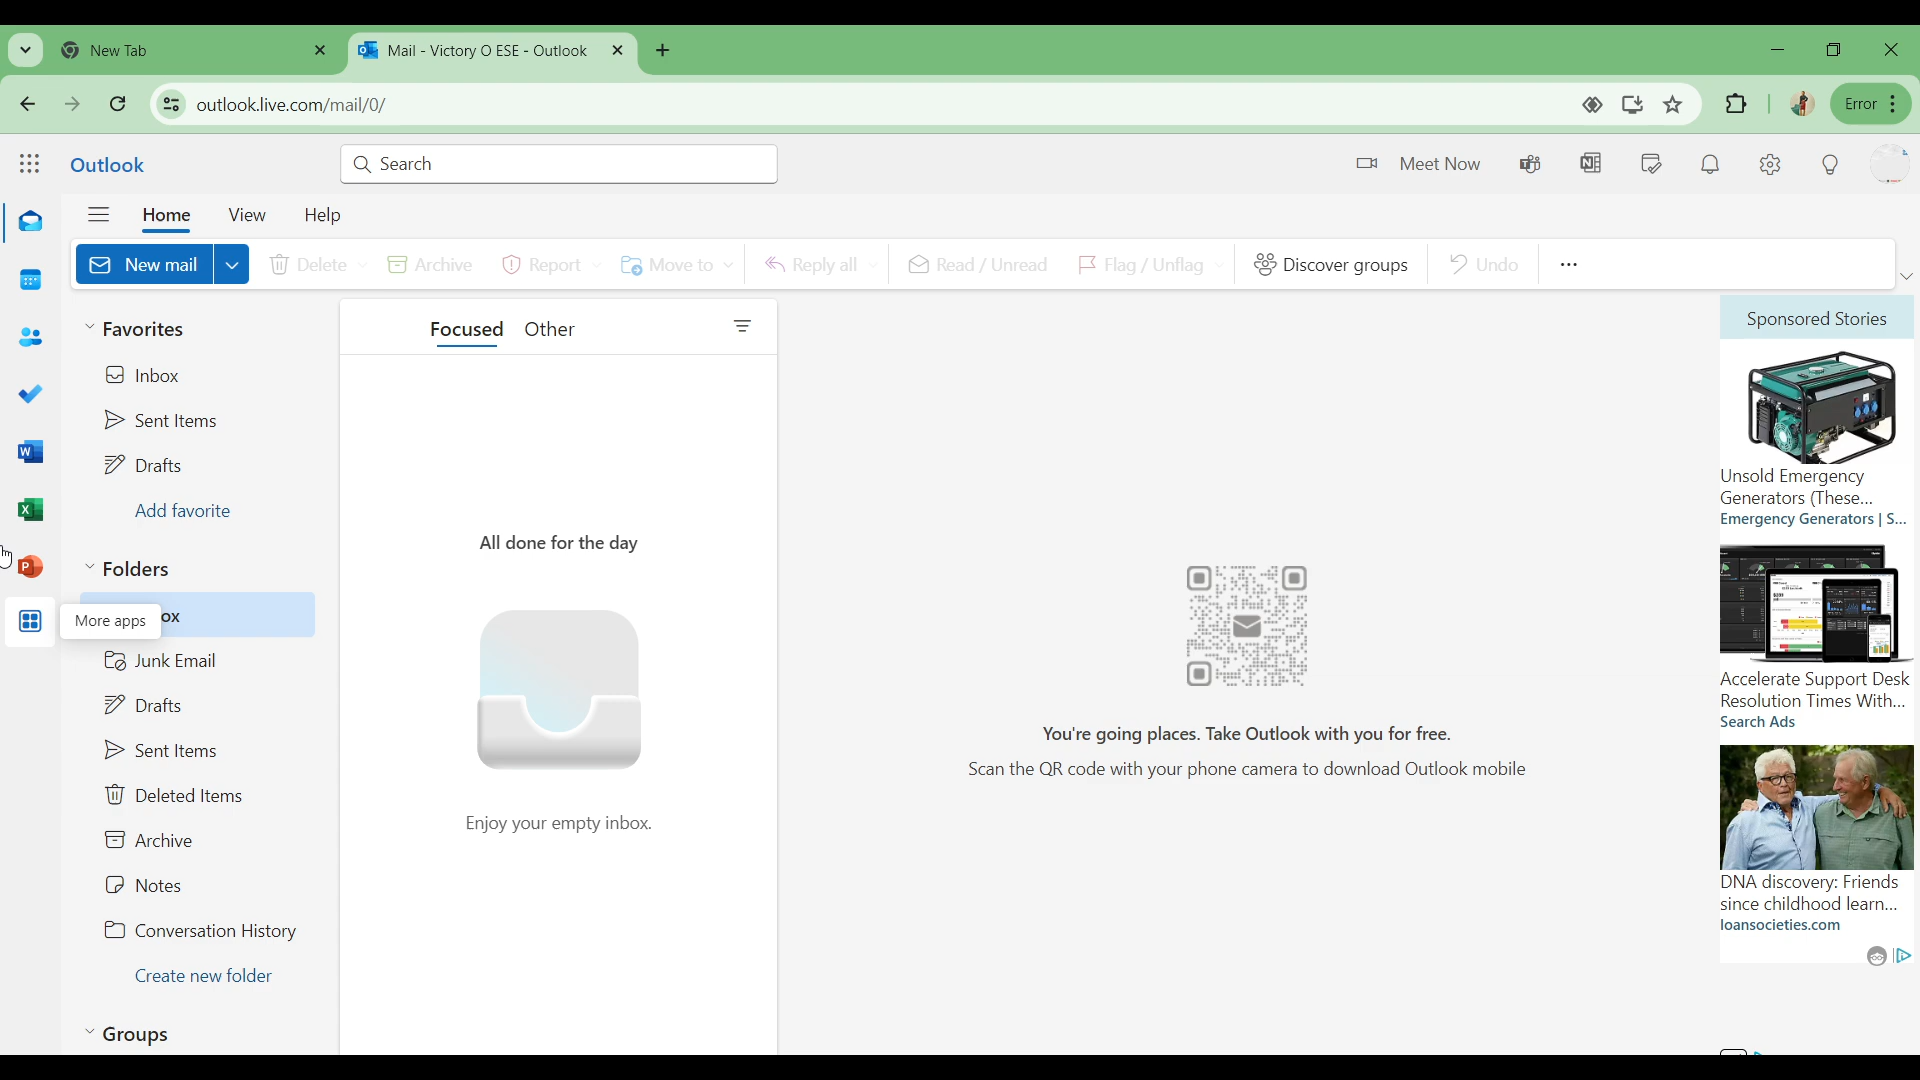 New Tab
Mail - Victory O ESE - Outlook
outlook.live.com/mail/0/
Error
Outlook
Search
Meet Now
Home
View
Help
New mail
Delete
Archive
Report
Move to
Reply all
Read / Unread
Flag / Unflag
Discover groups
Undo
Favorites
Inbox
Sent Items
Drafts
Add favorite
Folders
More apps
ox
Junk Email
Drafts
Sent Items
Deleted Items
Archive
Notes
Conversation History
Create new folder
Groups
Focused
Other
All done for the day
Enjoy your empty inbox.
You're going places. Take Outlook with you for free.
Scan the QR code with your phone camera to download Outlook mobile
Sponsored Stories
Unsold Emergency
Generators (These...
Emergency Generators | S...
Accelerate Support Desk
Resolution Times With...
Search Ads
DNA discovery: Friends
since childhood learn...
loansocieties.com